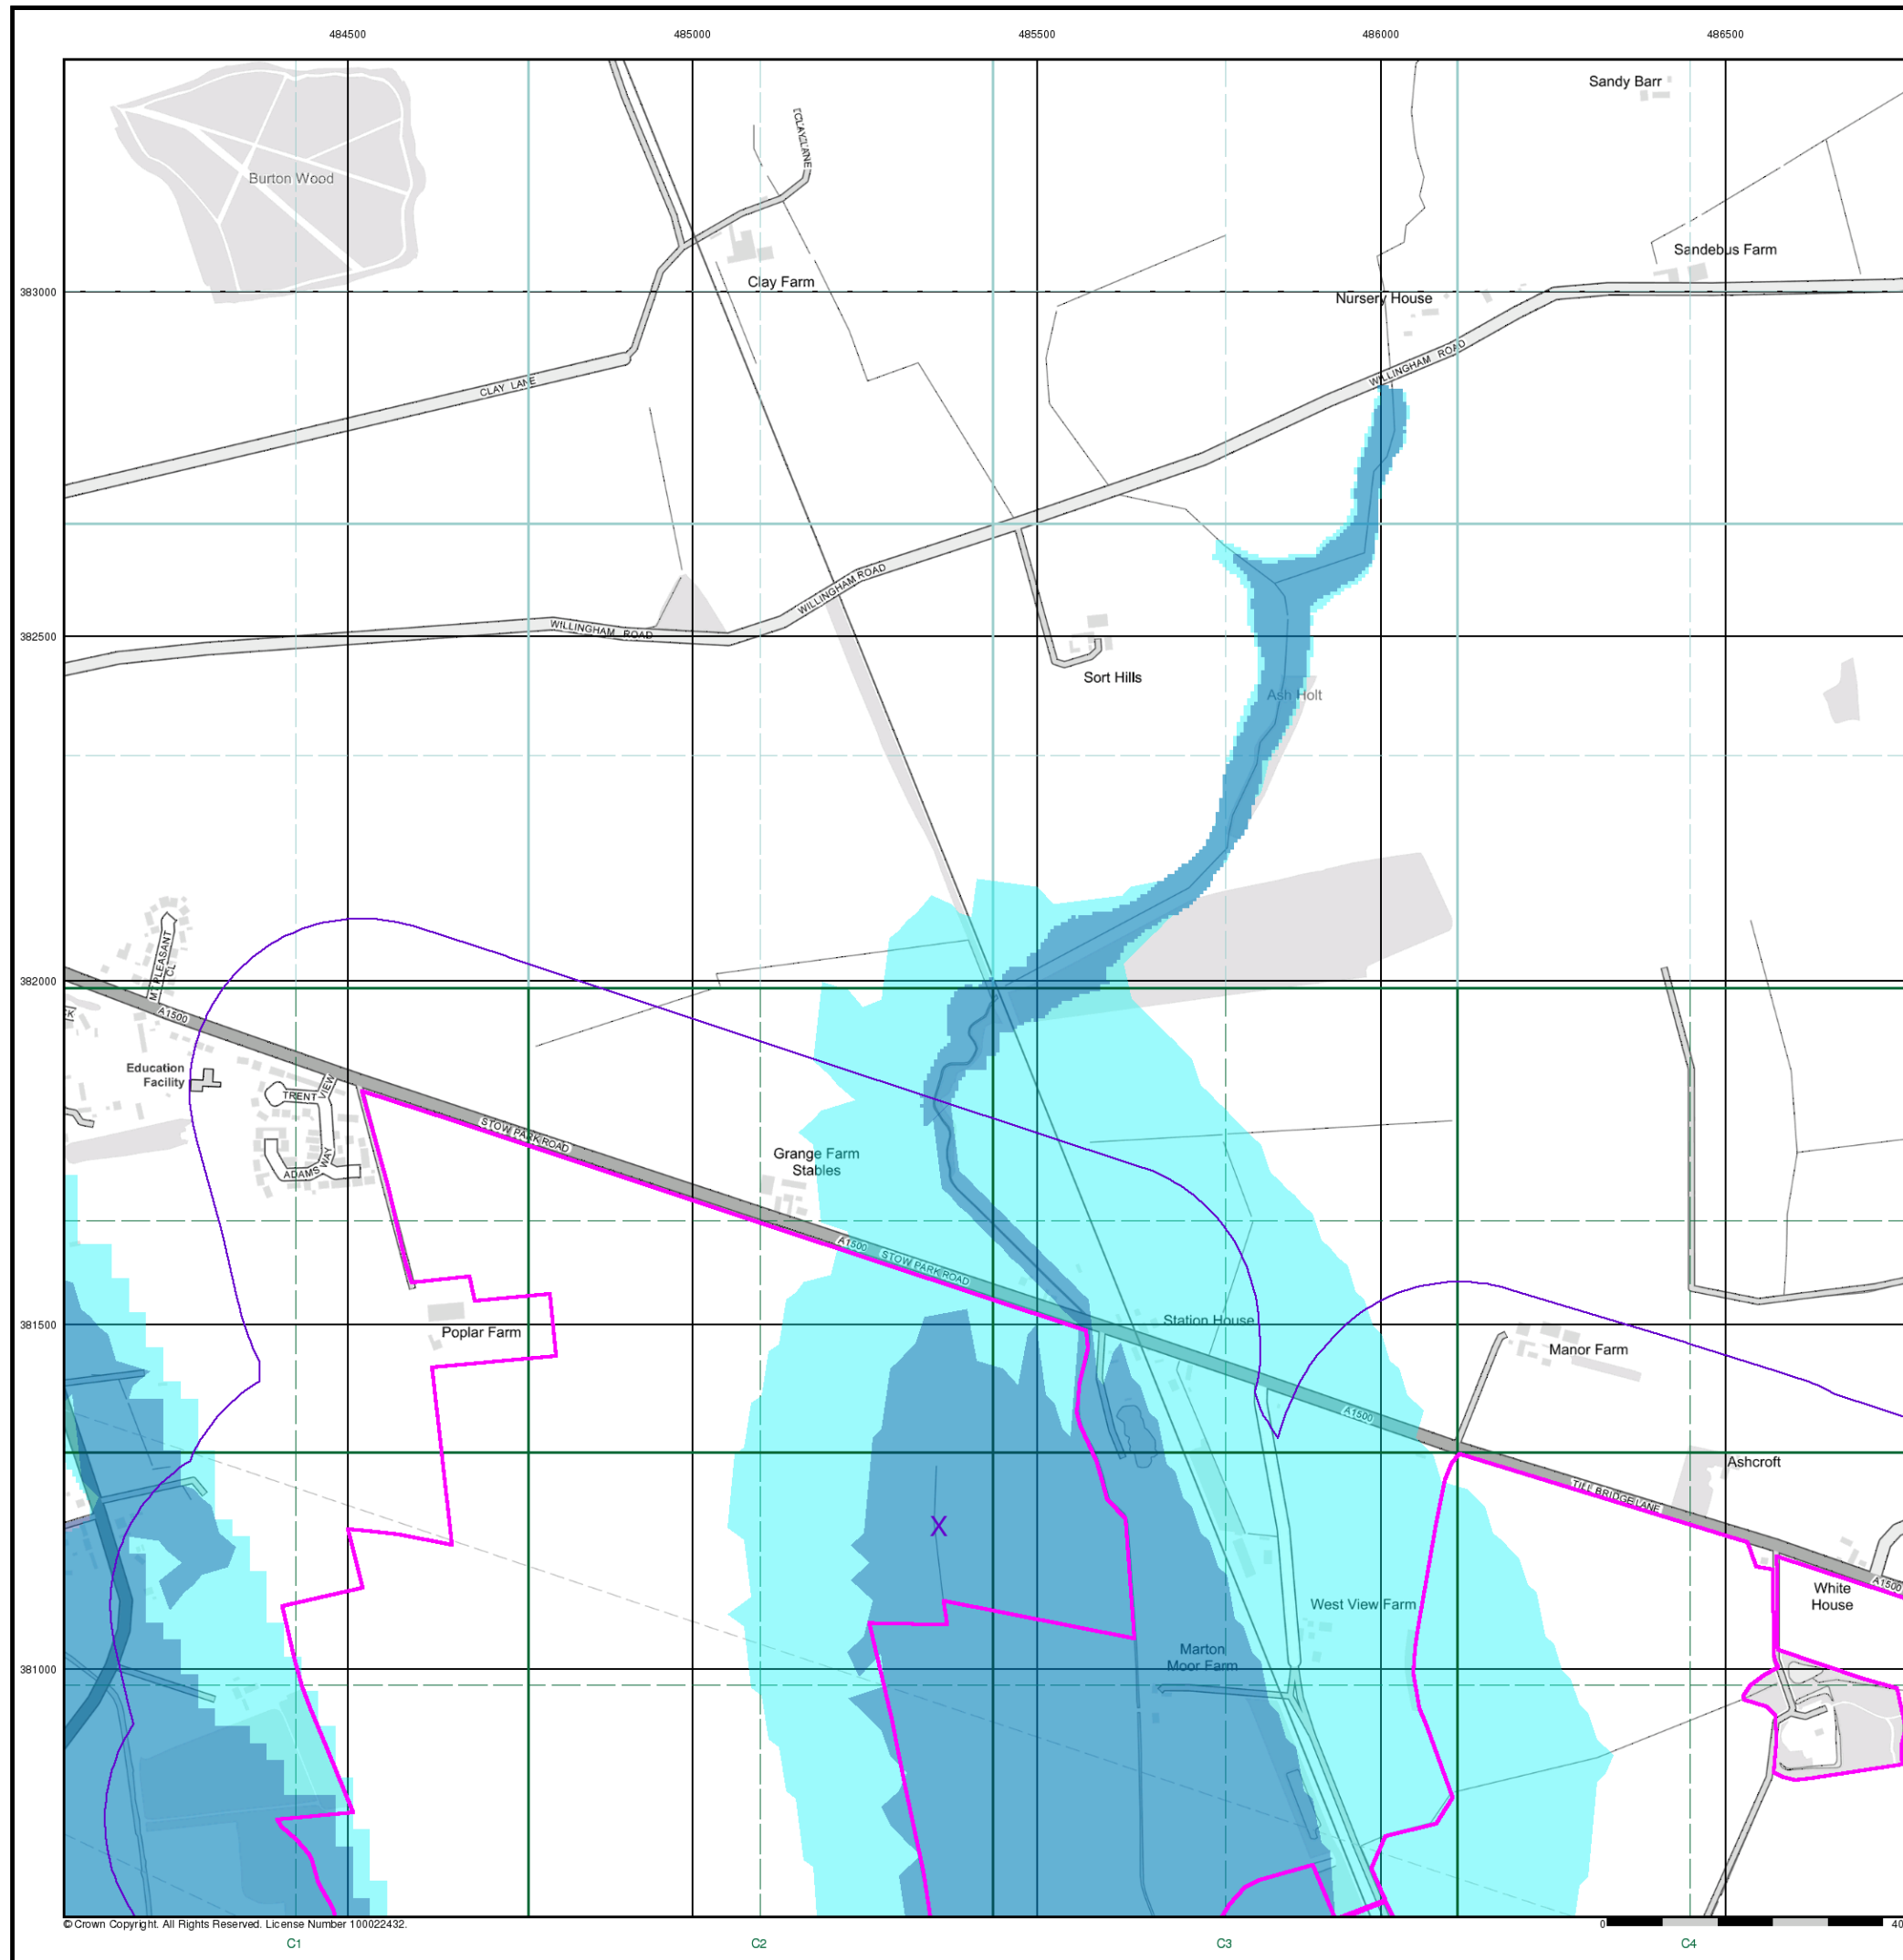 484500 485000 485500 486000 486500
Sandy Barr
CLAY LANE
Burton Wood
Sandebus Farm
Clay Farm
383000
Nursery House
WILLINGHAM ROAD
CLAY LANE
WILLINGHAM ROAD
WILLINGHAM ROAD
382500
Sort Hills
Ash Holt
MT PLEASANT
CL
382000
A1500
Education
Facility
TRENT VIEW
STOW PARK ROAD
ADAMS WAY
Grange Farm
Stables
A1500 STOW PARK ROAD
Station House
381500
Poplar Farm
Manor Farm
A1500
Ashcroft
TILL BRIDGE LANE
X
A1500
White
House
West View Farm
Marton
Moor Farm
381000
© Crown Copyright. All Rights Reserved. License Number 100022432.
0
C1 C2 C3 C4